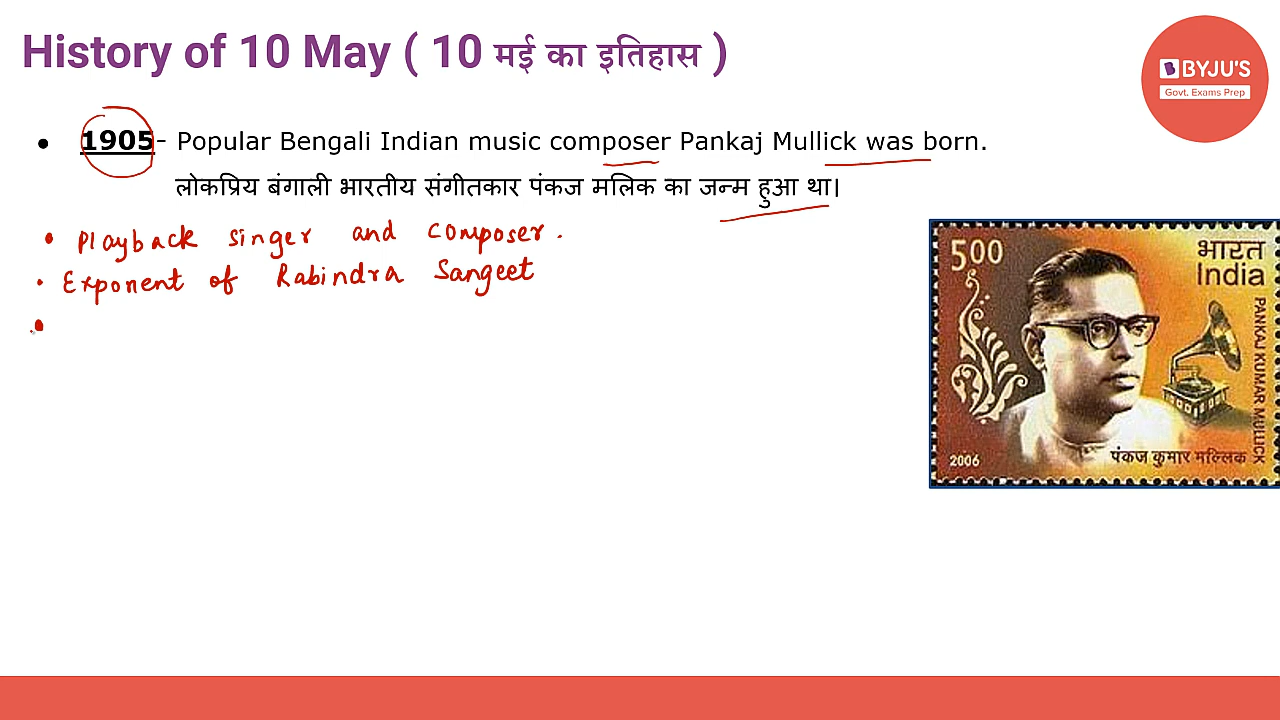 History of 10 May ( 10 मई का इतिहास )
BYJU'S
Govt. Exams Prep
• 1905- Popular Bengali Indian music composer Pankaj Mullick was born.
लोकप्रिय बंगाली भारतीय संगीतकार पंकज मलिक का जन्म हुआ था।
• Playback singer and composer.
• Exponent of Rabindra Sangeet
5.00
भारत
India
PANKAJ KUMAR MULLICK
2006
पंकज कुमार मल्लिक